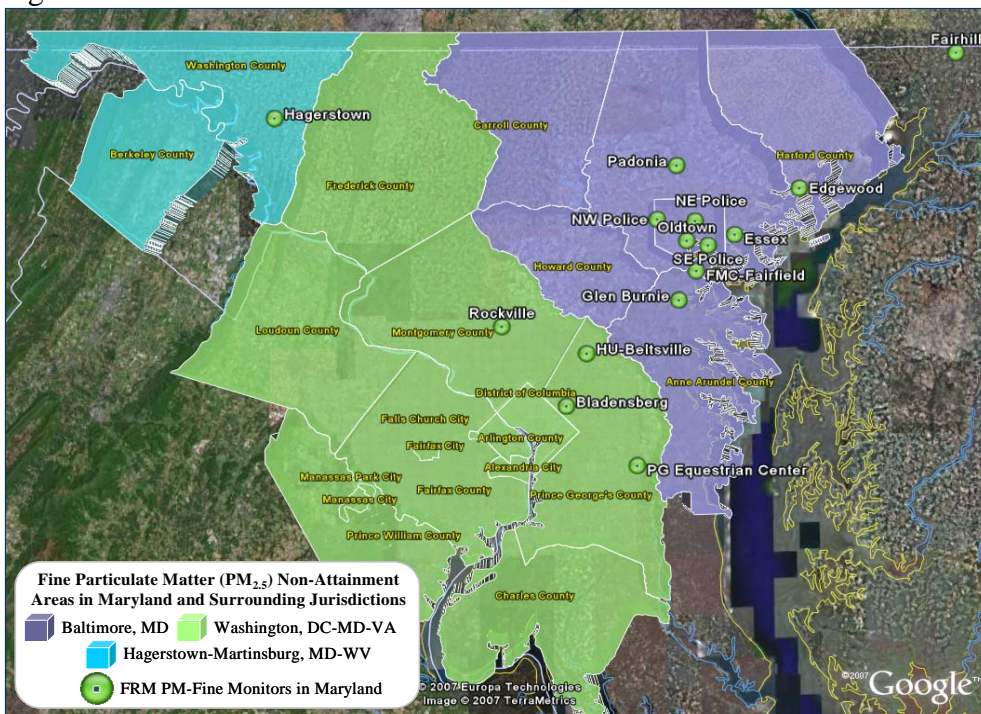 Fairhill
Washington County
Hagerstown
Carroll County
Berkeley County
Harford County
Padonia
Frederick County
Edgewood
NE Police
NW Police
Oldtown
Essex
SE Police
Howard County
FMC-Fairfield
Glen Burnie
Rockville
Loudoun County
Montgomery County
HU-Beltsville
Anne Arundel County
District of Columbia
Bladensberg
Falls Church City
Arlington County
Fairfax City
Alexandria City
PG Equestrian Center
Manassas Park City
Fairfax County
Prince George's County
Manassas City
Prince William County
Charles County
Fine Particulate Matter (PM2.5) Non-Attainment
Areas in Maryland and Surrounding Jurisdictions
Baltimore, MD
Washington, DC-MD-VA
Hagerstown-Martinsburg, MD-WV
FRM PM-Fine Monitors in Maryland
© 2007 Europa Technologies
Image © 2007 TerraMetrics
©2007 Google™